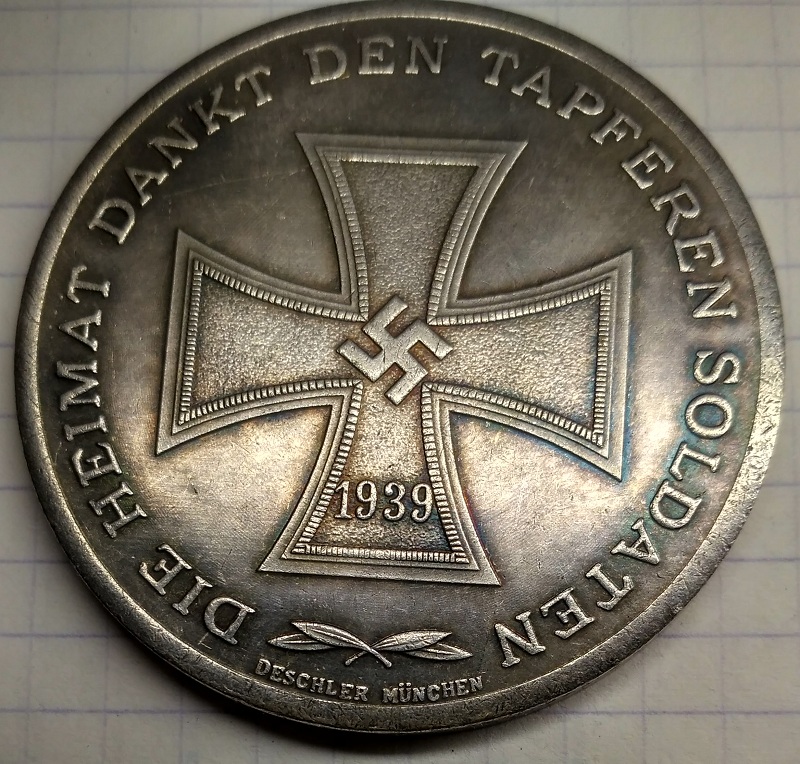 DIE HEIMAT DANKT DEN TAPFEREN SOLDATEN
1939
DESCHLER MÜNCHEN